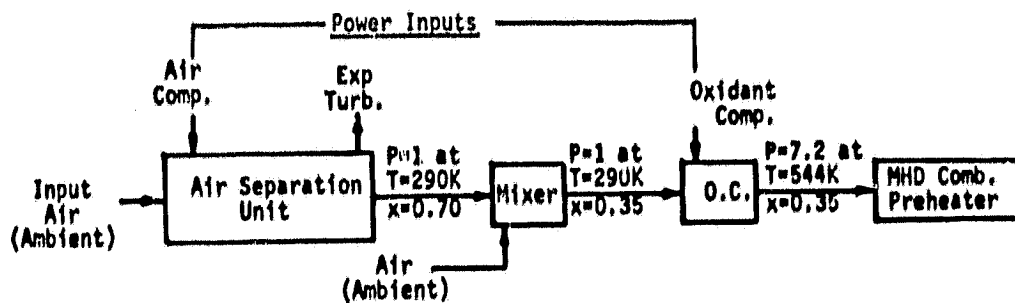 Power Inputs
Air
Comp.
Exp
Turb.
Oxidant
Comp.
Input
Air
(Ambient)
Air Separation
Unit
P=1 at
T=290K
x=0.70
Mixer
Air
(Ambient)
P=1 at
T=290K
x=0.35
O.C.
P=7.2 at
T=544K
x=0.35
MHD Comb.
Preheater